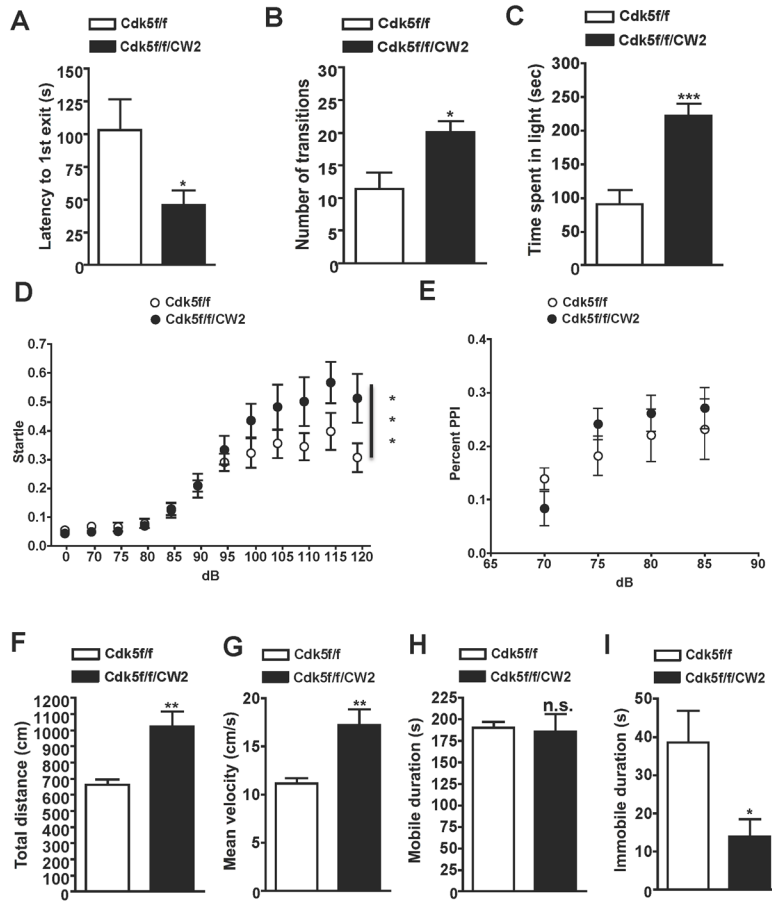 A
Cdk5f/f
Cdk5f/f/CW2
Latency to 1st exit (s)
150
125
100
75
50
25
0
*
B
Cdk5f/f
Cdk5f/f/CW2
Number of transitions
30
20
10
0
*
C
Cdk5f/f
Cdk5f/f/CW2
Time spent in light (sec)
300
250
200
150
100
50
0
***
D
Cdk5f/f
Cdk5f/f/CW2
Startle
0.7
0.6
0.5
0.4
0.3
0.2
0.1
0.0
*
*
*
0 70 75 80 85 90 95 100 105 110 115 120
dB
E
Cdk5f/f
Cdk5f/f/CW2
Percent PPI
0.4
0.3
0.2
0.1
0.0
65 70 75 80 85 90
dB
F
Cdk5f/f
Cdk5f/f/CW2
Total distance (cm)
1200
1100
1000
900
800
700
600
500
400
300
200
100
0
**
G
Cdk5f/f
Cdk5f/f/CW2
Mean velocity (cm/s)
20
15
10
5
0
**
H
Cdk5f/f
Cdk5f/f/CW2
Mobile duration (s)
225
200
175
150
125
100
75
50
25
0
n.s.
I
Cdk5f/f
Cdk5f/f/CW2
Immobile duration (s)
50
40
30
20
10
0
*